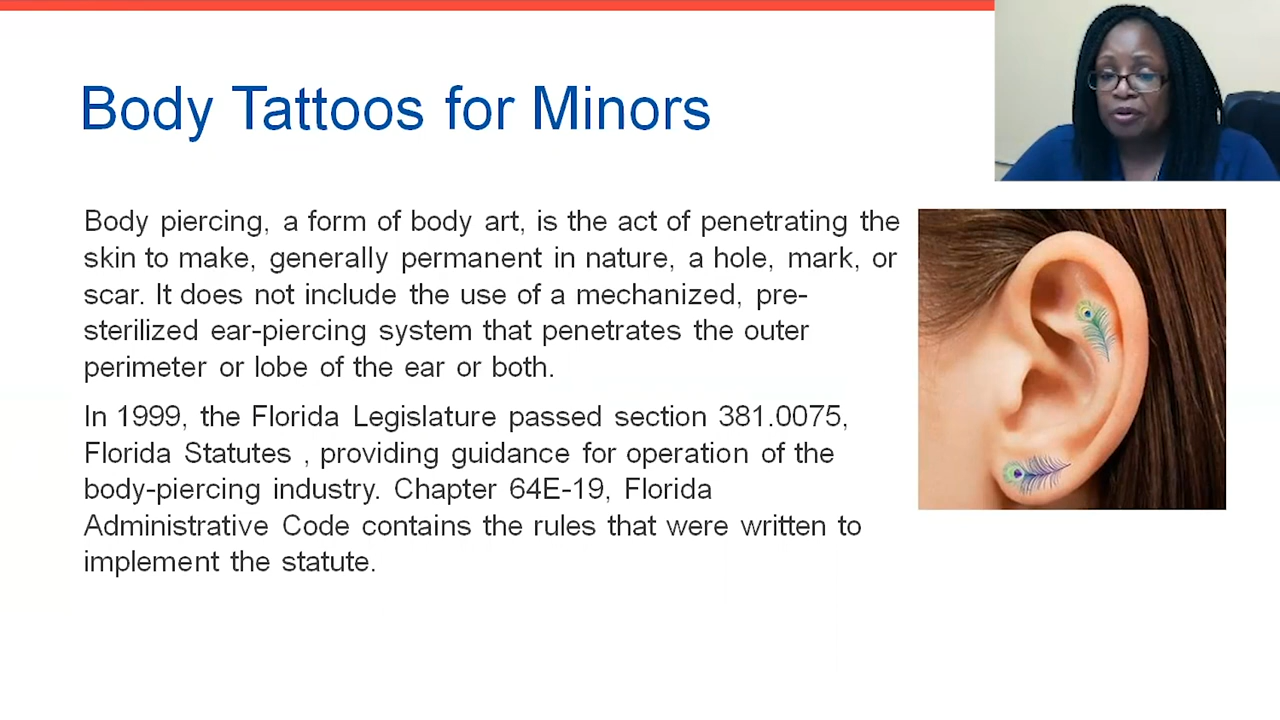 Body Tattoos for Minors
Body piercing, a form of body art, is the act of penetrating the
skin to make, generally permanent in nature, a hole, mark, or
scar. It does not include the use of a mechanized, pre-
sterilized ear-piercing system that penetrates the outer
perimeter or lobe of the ear or both.
In 1999, the Florida Legislature passed section 381.0075,
Florida Statutes , providing guidance for operation of the
body-piercing industry. Chapter 64E-19, Florida
Administrative Code contains the rules that were written to
implement the statute.